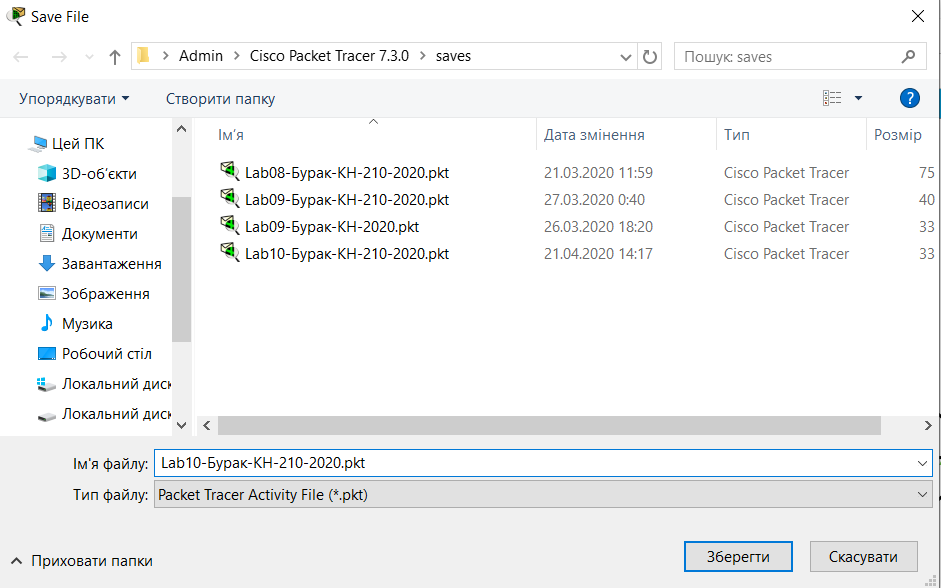 Save File
Admin > Cisco Packet Tracer 7.3.0 > saves
Пошук: saves
Упорядкувати
Створити папку
?
Цей ПК
3D-об'єкти
Відеозаписи
Документи
Завантаження
Зображення
Музика
Робочий стіл
Локальний диск
Локальний диск
Ім'я Дата змінення Тип Розмір
Lab08-Бурак-КН-210-2020.pkt 21.03.2020 11:59 Cisco Packet Tracer 75
Lab09-Бурак-КН-210-2020.pkt 27.03.2020 0:40 Cisco Packet Tracer 40
Lab09-Бурак-КН-2020.pkt 26.03.2020 18:20 Cisco Packet Tracer 33
Lab10-Бурак-КН-210-2020.pkt 21.04.2020 14:17 Cisco Packet Tracer 33
Ім'я файлу: Lab10-Бурак-КН-210-2020.pkt
Тип файлу: Packet Tracer Activity File (*.pkt)
Приховати папки
Зберегти
Скасувати